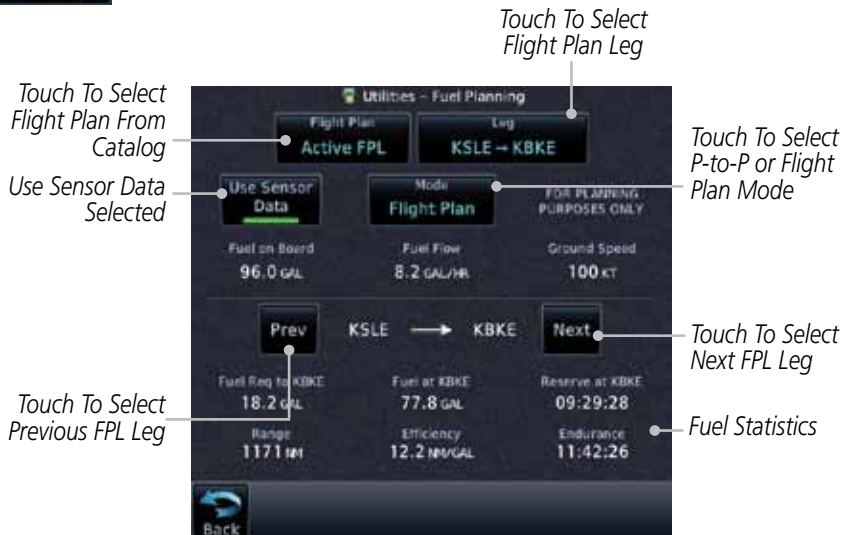 Touch To Select
Flight Plan Leg
Touch To Select
Flight Plan From
Catalog
Use Sensor Data
Selected
Touch To Select
P-to-P or Flight
Plan Mode
Touch To Select
Next FPL Leg
Touch To Select
Previous FPL Leg
Fuel Statistics
Utilities – Fuel Planning
Flight Plan
Active FPL
Leg
KSLE → KBKE
Use Sensor
Data
Mode
Flight Plan
FOR PLANNING
PURPOSES ONLY
Fuel on Board
96.0 GAL
Fuel Flow
8.2 GAL/HR
Ground Speed
100 KT
Prev
KSLE → KBKE
Next
Fuel Req to KBKE
18.2 GAL
Fuel at KBKE
77.8 GAL
Reserve at KBKE
09:29:28
Range
1171 NM
Efficiency
12.2 NM/GAL
Endurance
11:42:26
Back